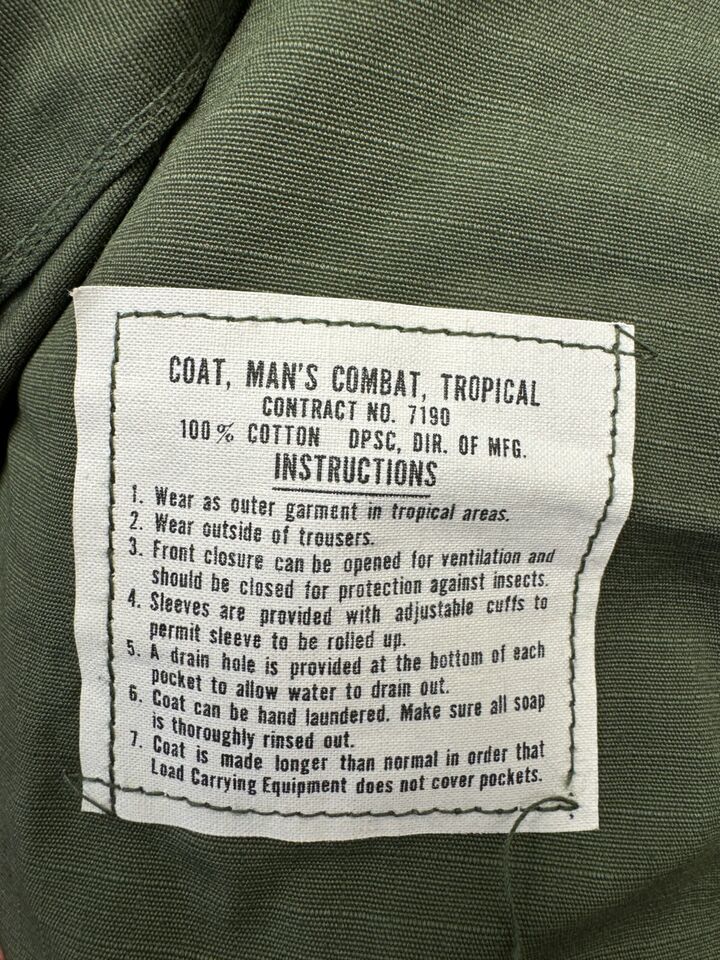 COAT, MAN'S COMBAT, TROPICAL
CONTRACT NO. 7190
100% COTTON DPSC, DIR. OF MFG.
INSTRUCTIONS
1. Wear as outer garment in tropical areas.
2. Wear outside of trousers.
3. Front closure can be opened for ventilation and
should be closed for protection against insects.
4. Sleeves are provided with adjustable cuffs to
permit sleeve to be rolled up.
5. A drain hole is provided at the bottom of each
pocket to allow water to drain out.
6. Coat can be hand laundered. Make sure all soap
is thoroughly rinsed out.
7. Coat is made longer than normal in order that
Load Carrying Equipment does not cover pockets.